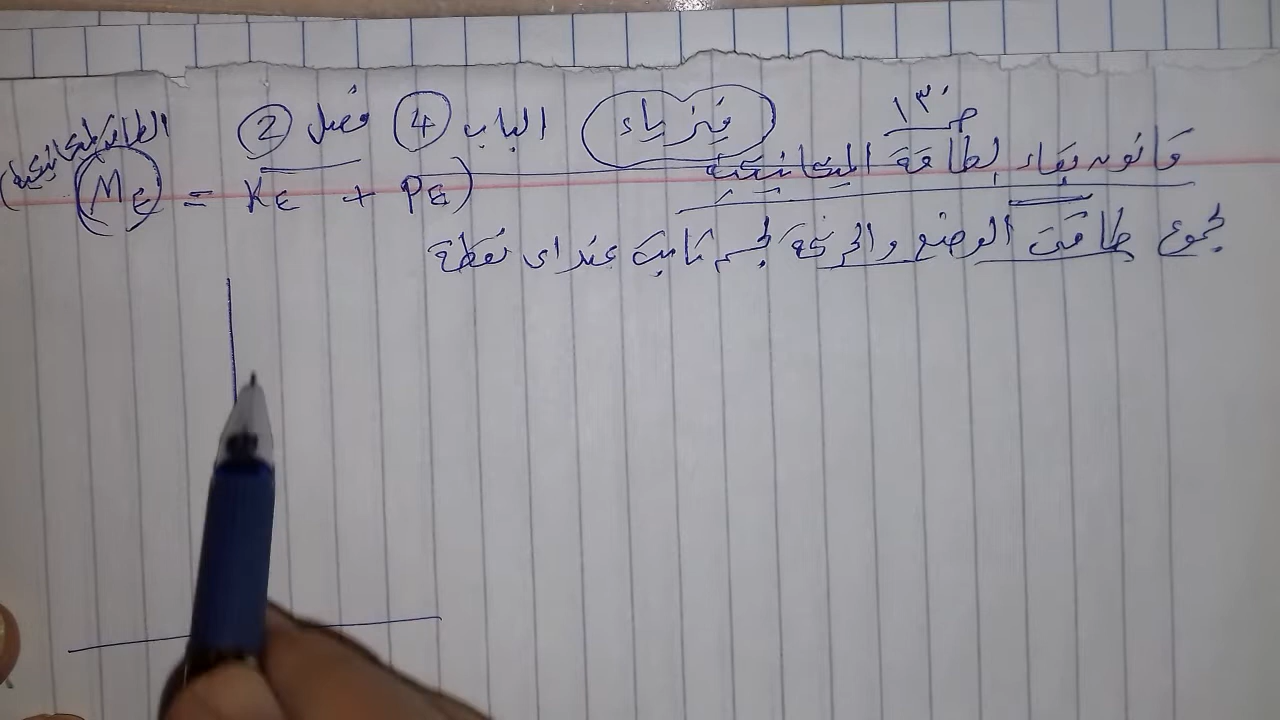 فيزياء الباب ④ فصل ②
ص ١٣٠
قانون بقاء الطاقة الميكانيكية
(الطاقة الميكانيكية) ME = KE + PE)
مجموع طاقتى الوضع والحركة لجسم ثابت عند اى نقطة